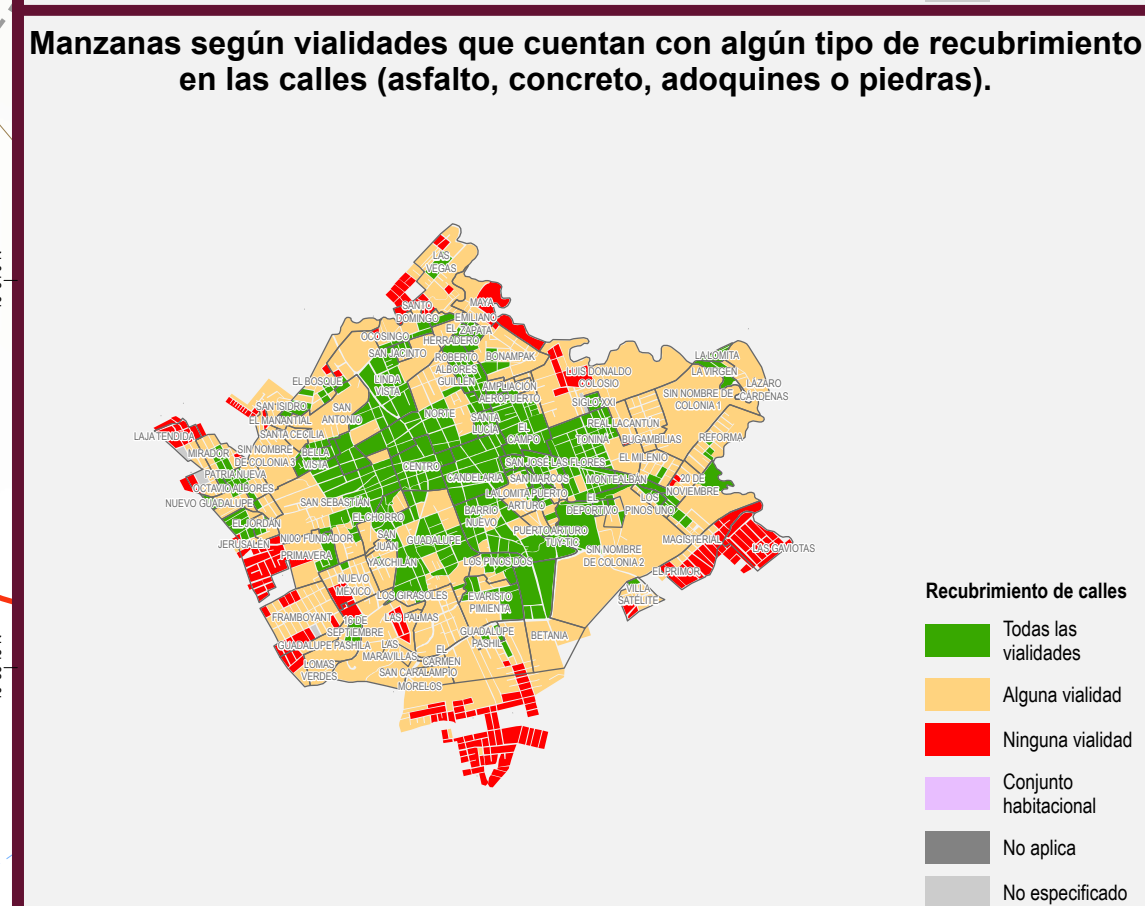 Manzanas según vialidades que cuentan con algún tipo de recubrimiento
en las calles (asfalto, concreto, adoquines o piedras).
LAS
VEGAS
MAYA
SANTO
DOMINGO
EMILIANO
ZAPATA
OCOSINGO
EL
HERRADERO
SAN JACINTO
ROBERTO
ALBORES
GUILLEN
BONAMPAK
LA LOMITA
LA VIRGEN
LUIS DONALDO
COLOSIO
LÁZARO
CÁRDENAS
EL BOSQUE
LINDA
VISTA
AMPLIACIÓN
AEROPUERTO
SIN NOMBRE DE
COLONIA 1
SIGLO XXI
SAN ISIDRO
EL MANANTIAL
SAN
ANTONIO
NORTE
SANTA
LUCIA
EL
CAMPO
REAL LACANTÚN
LAJA TENDIDA
SANTA CECILIA
TONINA
BUGAMBILIAS
REFORMA
MIRADOR
SIN NOMBRE
DE COLONIA 3
BELLA
VISTA
CENTRO
SAN JOSÉ LAS FLORES
EL MILENIO
PATRIA NUEVA
CANDELARIA
SAN MARCOS
MONTEALBÁN
20 DE
NOVIEMBRE
OCTAVIO ALBORES
LA LOMITA PUERTO
ARTURO
EL
DEPORTIVO
LOS
PINOS UNO
NUEVO GUADALUPE
SAN SEBASTIÁN
BARRIO
NUEVO
EL JORDÁN
EL CHORRO
PUERTO ARTURO
TUY-TIC
JERUSALÉN
NICO FUNDADOR
SAN
JUAN
GUADALUPE
MAGISTERIAL
LAS GAVIOTAS
PRIMAVERA
YAXCHILÁN
LOS PINOS DOS
SIN NOMBRE
DE COLONIA 2
EL PRIMOR
NUEVO
MÉXICO
LOS GIRASOLES
EVARISTO
PIMIENTA
VILLA
SATÉLITE
FRAMBOYANT
16 DE
SEPTIEMBRE
LAS PALMAS
GUADALUPE
PASHIL
BETANIA
GUADALUPE PASHILA
LAS
MARAVILLAS
EL
CARMEN
LOMAS
VERDES
SAN CARALAMPIO
MORELOS
Recubrimiento de calles
Todas las
vialidades
Alguna vialidad
Ninguna vialidad
Conjunto
habitacional
No aplica
No especificado